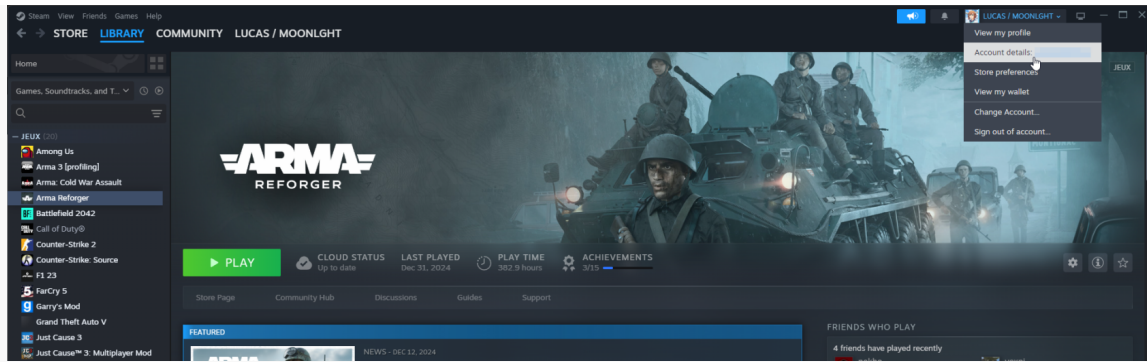 Steam View Friends Games Help
LUCAS / MOONLGHT
STORE LIBRARY COMMUNITY LUCAS / MOONLGHT
View my profile
Account details:
Store preferences
View my wallet
Change Account...
Sign out of account...
JEUX
Home
Games, Soundtracks, and T...
JEUX (20)
Among Us
Arma 3 [profiling]
Arma: Cold War Assault
Arma Reforger
Battlefield 2042
Call of Duty®
Counter-Strike 2
Counter-Strike: Source
F1 23
FarCry 5
Garry's Mod
Grand Theft Auto V
Just Cause 3
Just Cause™ 3: Multiplayer Mod
ARMA
REFORGER
PLAY
CLOUD STATUS
Up to date
LAST PLAYED
Dec 31, 2024
PLAY TIME
382.9 hours
ACHIEVEMENTS
3/15
Store Page Community Hub Discussions Guides Support
FEATURED
NEWS - DEC 12, 2024
FRIENDS WHO PLAY
4 friends have played recently